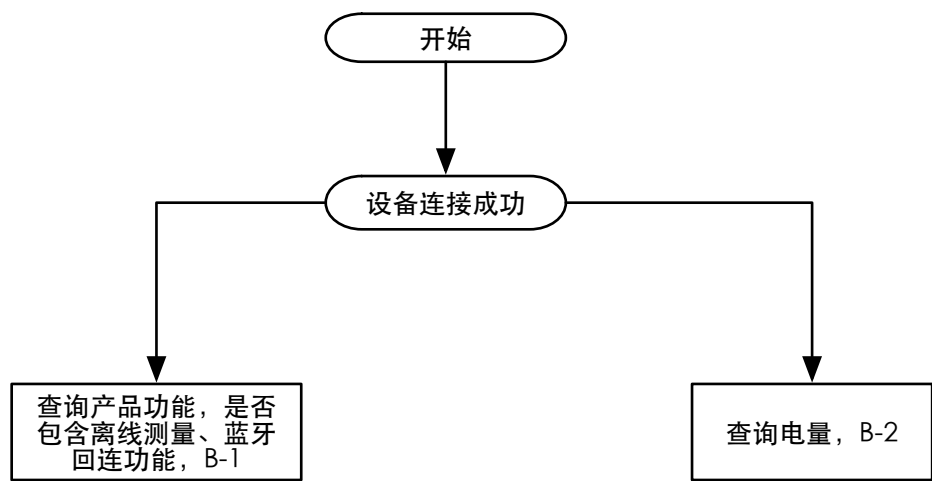 开始
设备连接成功
查询产品功能，是否
包含离线测量、蓝牙
回连功能，B-1
查询电量，B-2